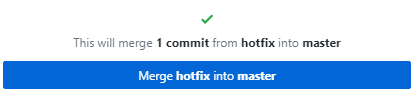 This will merge 1 commit from hotfix into master
Merge hotfix into master